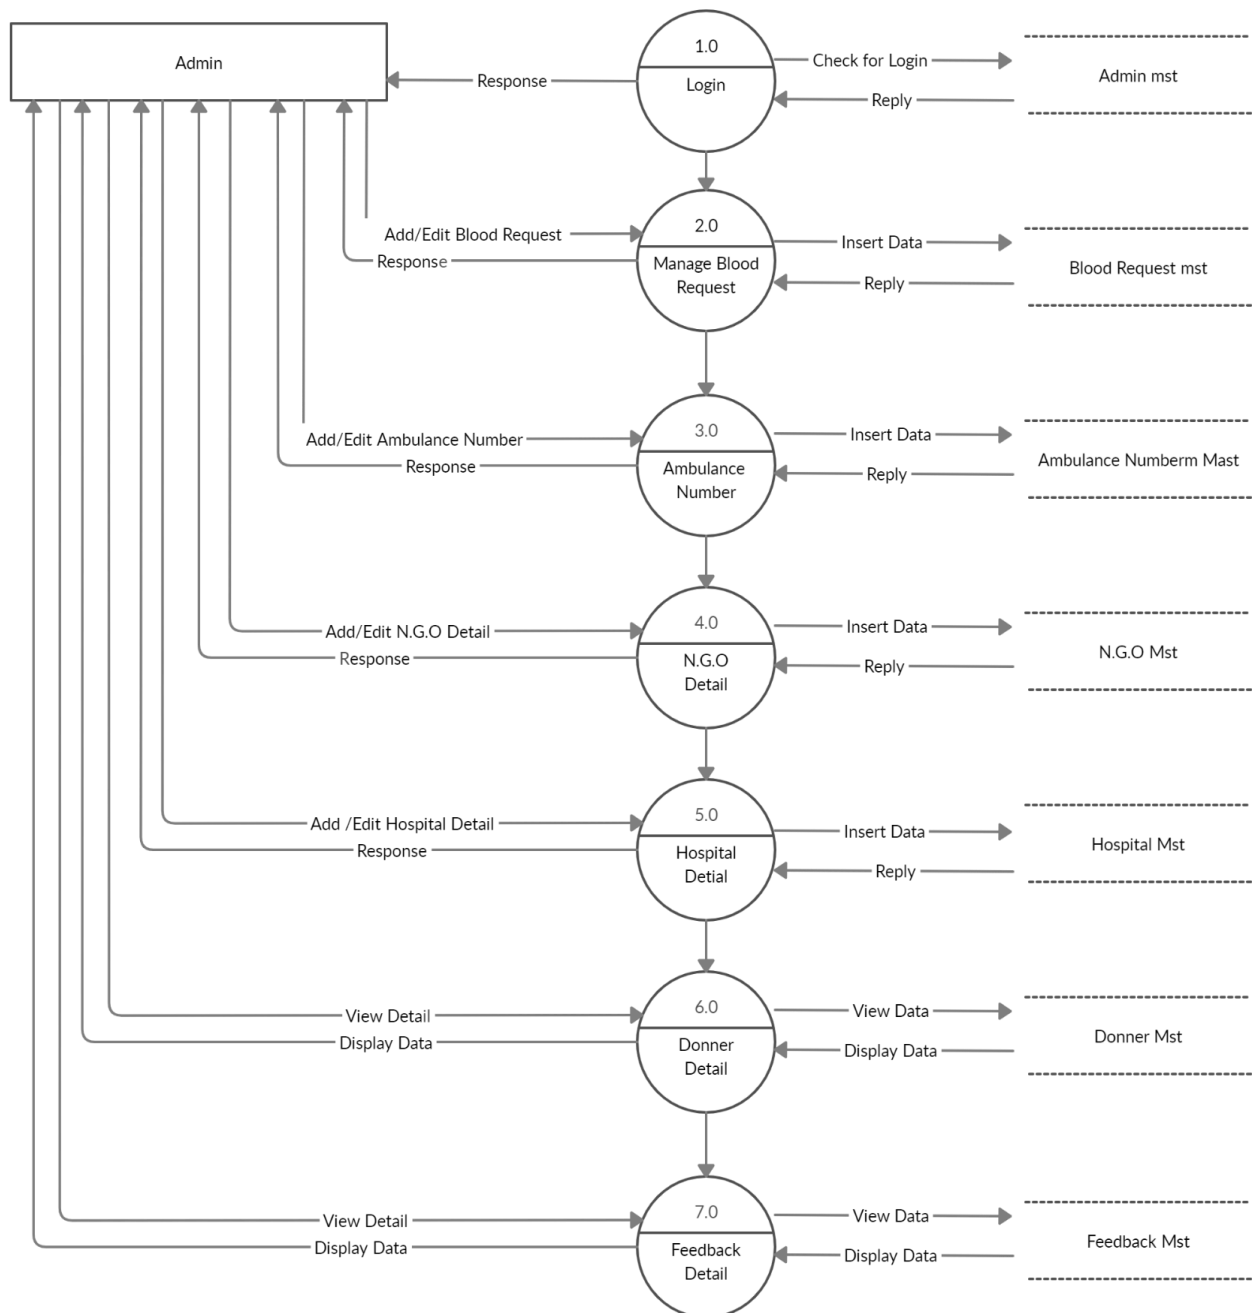 Admin
Response
1.0
Login
Check for Login
Reply
Admin mst
Add/Edit Blood Request
Response
2.0
Manage Blood
Request
Insert Data
Reply
Blood Request mst
Add/Edit Ambulance Number
Response
3.0
Ambulance
Number
Insert Data
Reply
Ambulance Numberm Mast
Add/Edit N.G.O Detail
Response
4.0
N.G.O
Detail
Insert Data
Reply
N.G.O Mst
Add /Edit Hospital Detail
Response
5.0
Hospital
Detial
Insert Data
Reply
Hospital Mst
View Detail
Display Data
6.0
Donner
Detail
View Data
Display Data
Donner Mst
View Detail
Display Data
7.0
Feedback
Detail
View Data
Display Data
Feedback Mst